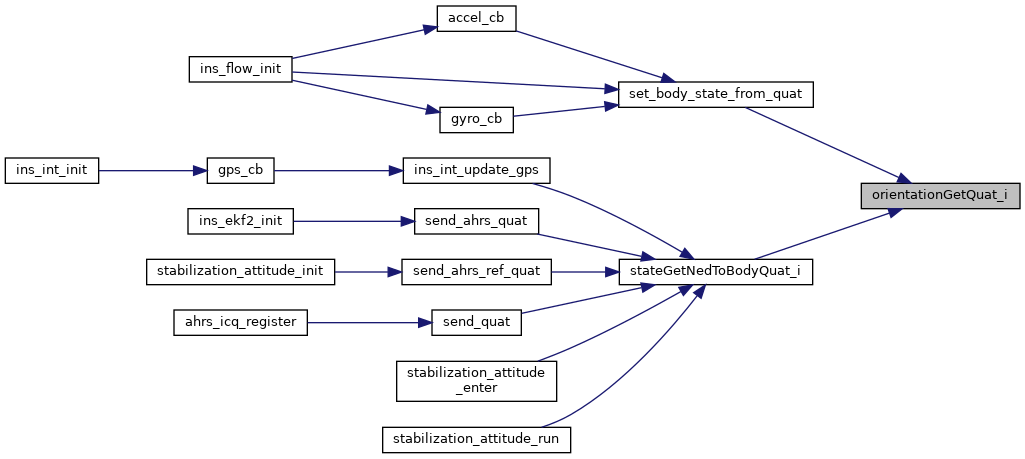 accel_cb
ins_flow_init
set_body_state_from_quat
gyro_cb
ins_int_init
gps_cb
ins_int_update_gps
orientationGetQuat_i
ins_ekf2_init
send_ahrs_quat
stabilization_attitude_init
send_ahrs_ref_quat
stateGetNedToBodyQuat_i
ahrs_icq_register
send_quat
stabilization_attitude
_enter
stabilization_attitude_run